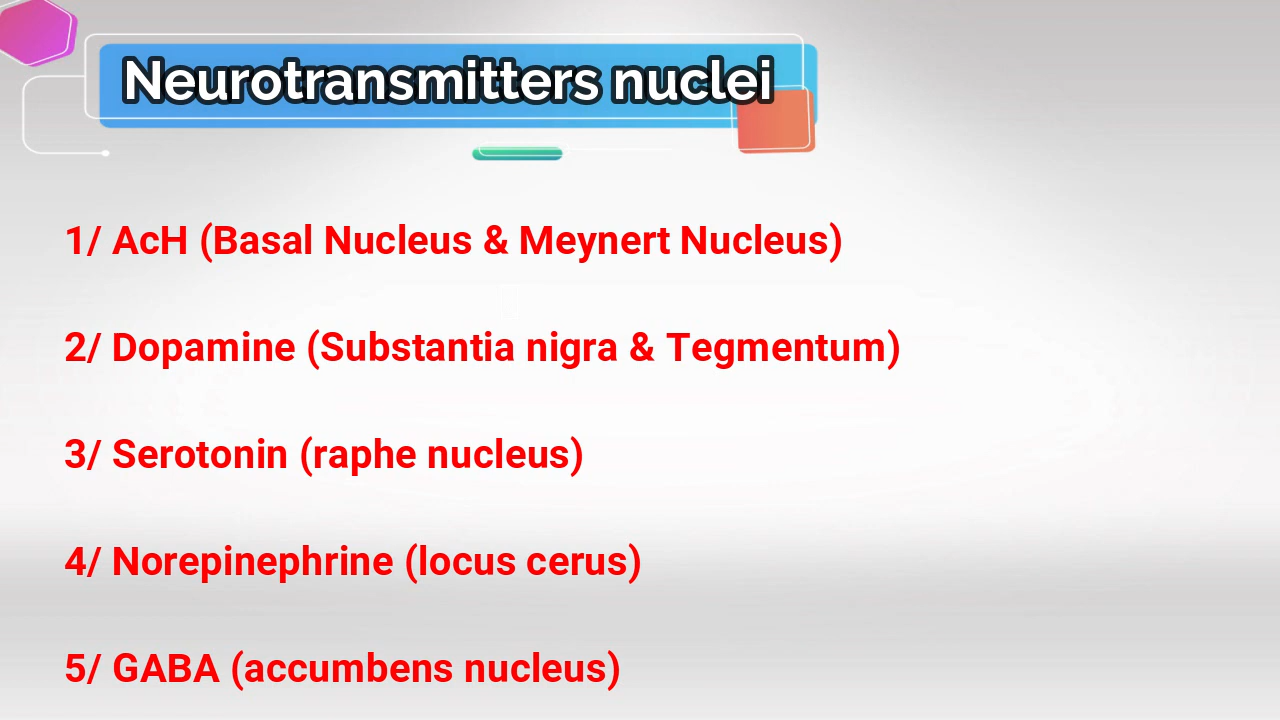 Neurotransmitters nuclei
1/ AcH (Basal Nucleus & Meynert Nucleus)
2/ Dopamine (Substantia nigra & Tegmentum)
3/ Serotonin (raphe nucleus)
4/ Norepinephrine (locus cerus)
5/ GABA (accumbens nucleus)